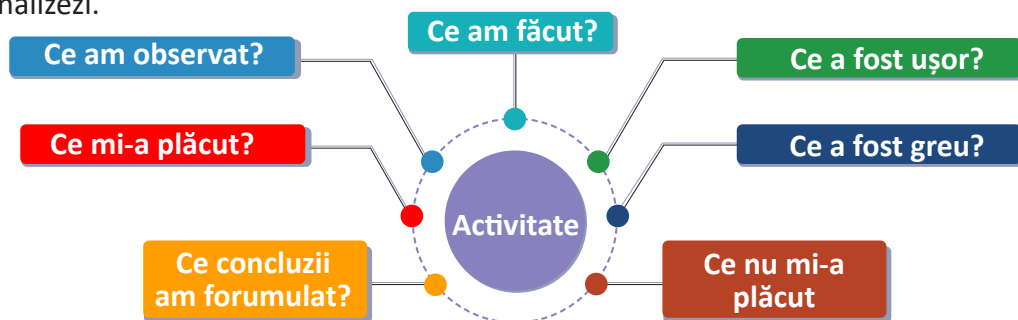 nalizezi.
Ce am făcut?
Ce am observat?
Ce a fost ușor?
Ce mi-a plăcut?
Ce a fost greu?
Activitate
Ce concluzii
am forumulat?
Ce nu mi-a
plăcut